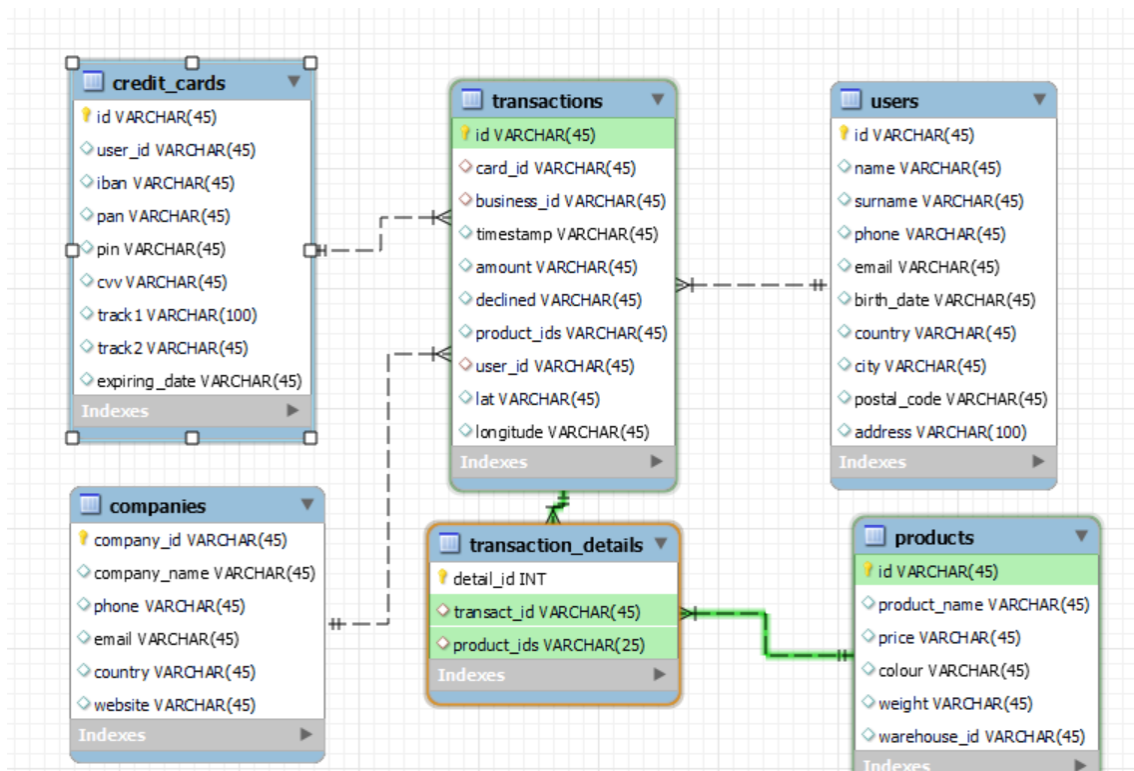 credit_cards
id VARCHAR(45)
user_id VARCHAR(45)
iban VARCHAR(45)
pan VARCHAR(45)
pin VARCHAR(45)
cvv VARCHAR(45)
track1 VARCHAR(100)
track2 VARCHAR(45)
expiring_date VARCHAR(45)
Indexes
transactions
id VARCHAR(45)
card_id VARCHAR(45)
business_id VARCHAR(45)
timestamp VARCHAR(45)
amount VARCHAR(45)
declined VARCHAR(45)
product_ids VARCHAR(45)
user_id VARCHAR(45)
lat VARCHAR(45)
longitude VARCHAR(45)
Indexes
users
id VARCHAR(45)
name VARCHAR(45)
surname VARCHAR(45)
phone VARCHAR(45)
email VARCHAR(45)
birth_date VARCHAR(45)
country VARCHAR(45)
city VARCHAR(45)
postal_code VARCHAR(45)
address VARCHAR(100)
Indexes
companies
company_id VARCHAR(45)
company_name VARCHAR(45)
phone VARCHAR(45)
email VARCHAR(45)
country VARCHAR(45)
website VARCHAR(45)
Indexes
transaction_details
detail_id INT
transact_id VARCHAR(45)
product_ids VARCHAR(25)
Indexes
products
id VARCHAR(45)
product_name VARCHAR(45)
price VARCHAR(45)
colour VARCHAR(45)
weight VARCHAR(45)
warehouse_id VARCHAR(45)
Indexes